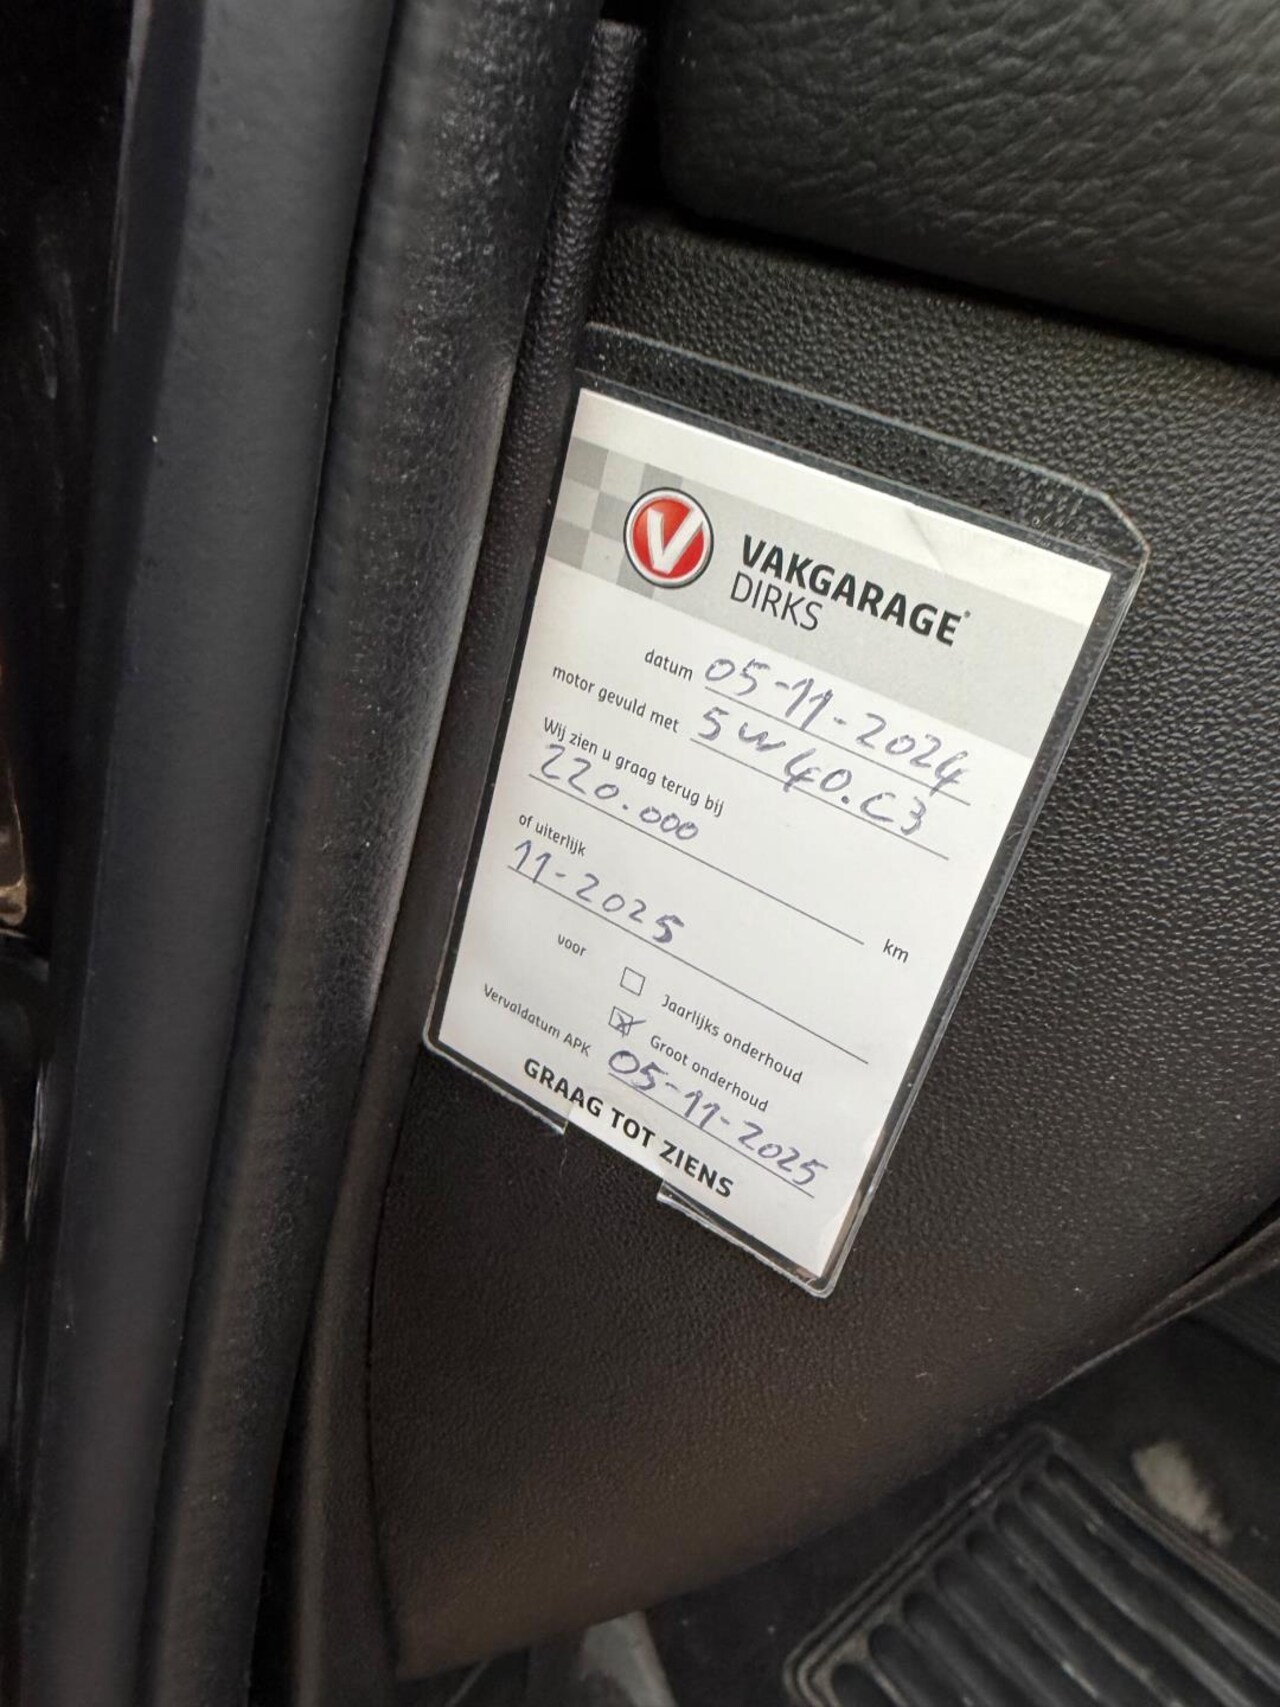 V
VAKGARAGE®
DIRKS
datum 05-11-2024
motor gevuld met 5w40.C3
Wij zien u graag terug bij
220.000 km
of uiterlijk
11-2025
voor
Jaarlijks onderhoud
Groot onderhoud
Vervaldatum APK 05-11-2025
GRAAG TOT ZIENS